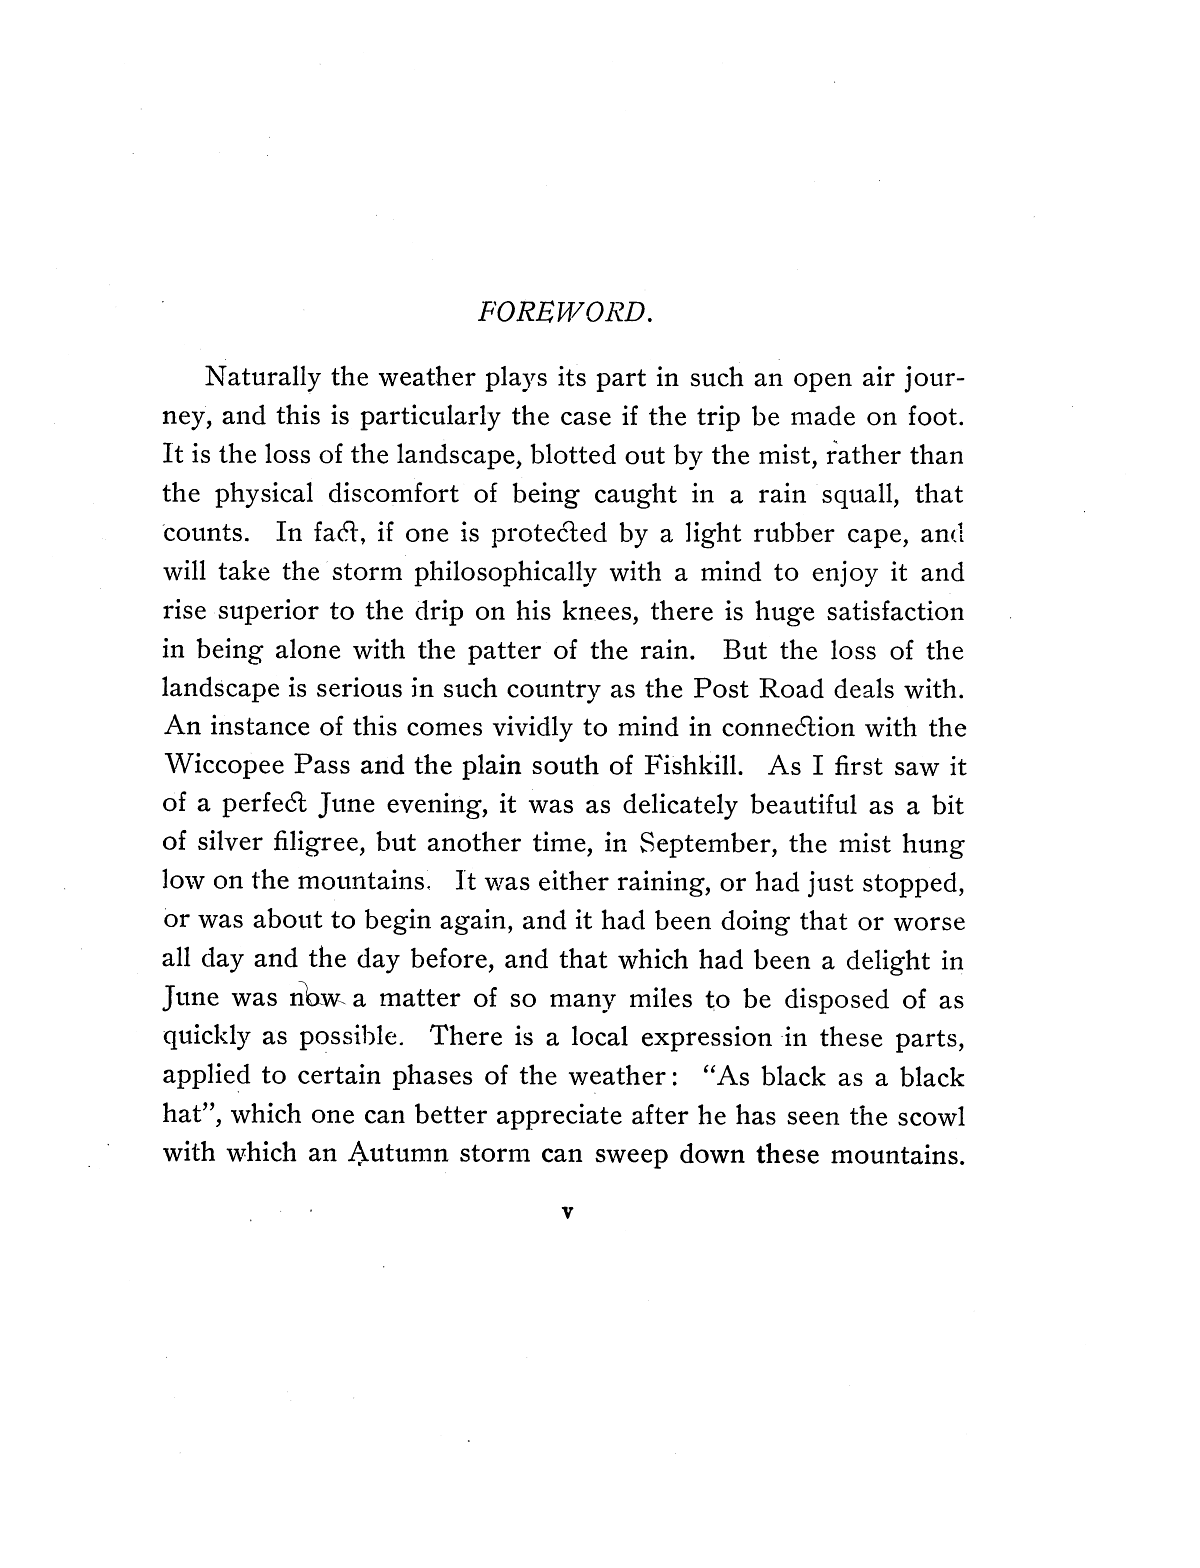 FOREWORD.
Naturally the weather plays its part in such an open air jour-
ney, and this is particularly the case if the trip be made on foot.
It is the loss of the landscape, blotted out by the mist, rather than
the physical discomfort of being caught in a rain squall, that
counts. In fact, if one is protected by a light rubber cape, and
will take the storm philosophically with a mind to enjoy it and
rise superior to the drip on his knees, there is huge satisfaction
in being alone with the patter of the rain. But the loss of the
landscape is serious in such country as the Post Road deals with.
An instance of this comes vividly to mind in connection with the
Wiccopee Pass and the plain south of Fishkill. As I first saw it
of a perfect June evening, it was as delicately beautiful as a bit
of silver filigree, but another time, in September, the mist hung
low on the mountains. It was either raining, or had just stopped,
or was about to begin again, and it had been doing that or worse
all day and the day before, and that which had been a delight in
June was now a matter of so many miles to be disposed of as
quickly as possible. There is a local expression in these parts,
applied to certain phases of the weather: "As black as a black
hat", which one can better appreciate after he has seen the scowl
with which an Autumn storm can sweep down these mountains.
v